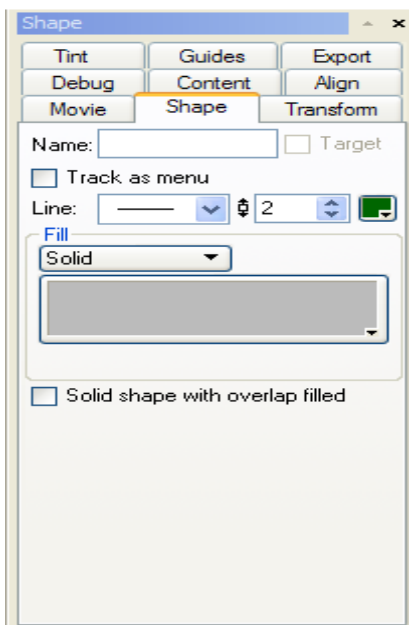 Shape
Tint Guides Export
Debug Content Align
Movie Shape Transform
Name: Target
Track as menu
Line: 2
Fill
Solid
Solid shape with overlap filled